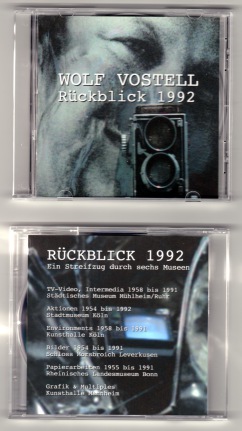 WOLF VOSTELL
Rückblick 1992
RÜCKBLICK 1992
Ein Streifzug durch sechs Museen
TV-Video, Intermedia 1958 bis 1991
Städtisches Museum Mühlheim/Ruhr
Aktionen 1954 bis 1992
Stadtmuseum Köln
Environments 1958 bis 1992
Kunsthalle Köln
Bilder 1954 bis 1991
Schloss Morsbroich Leverkusen
Papierarbeiten 1955 bis 1991
Rheinisches Landesmuseum Bonn
Grafik & Multiples
Kunsthalle Mannheim